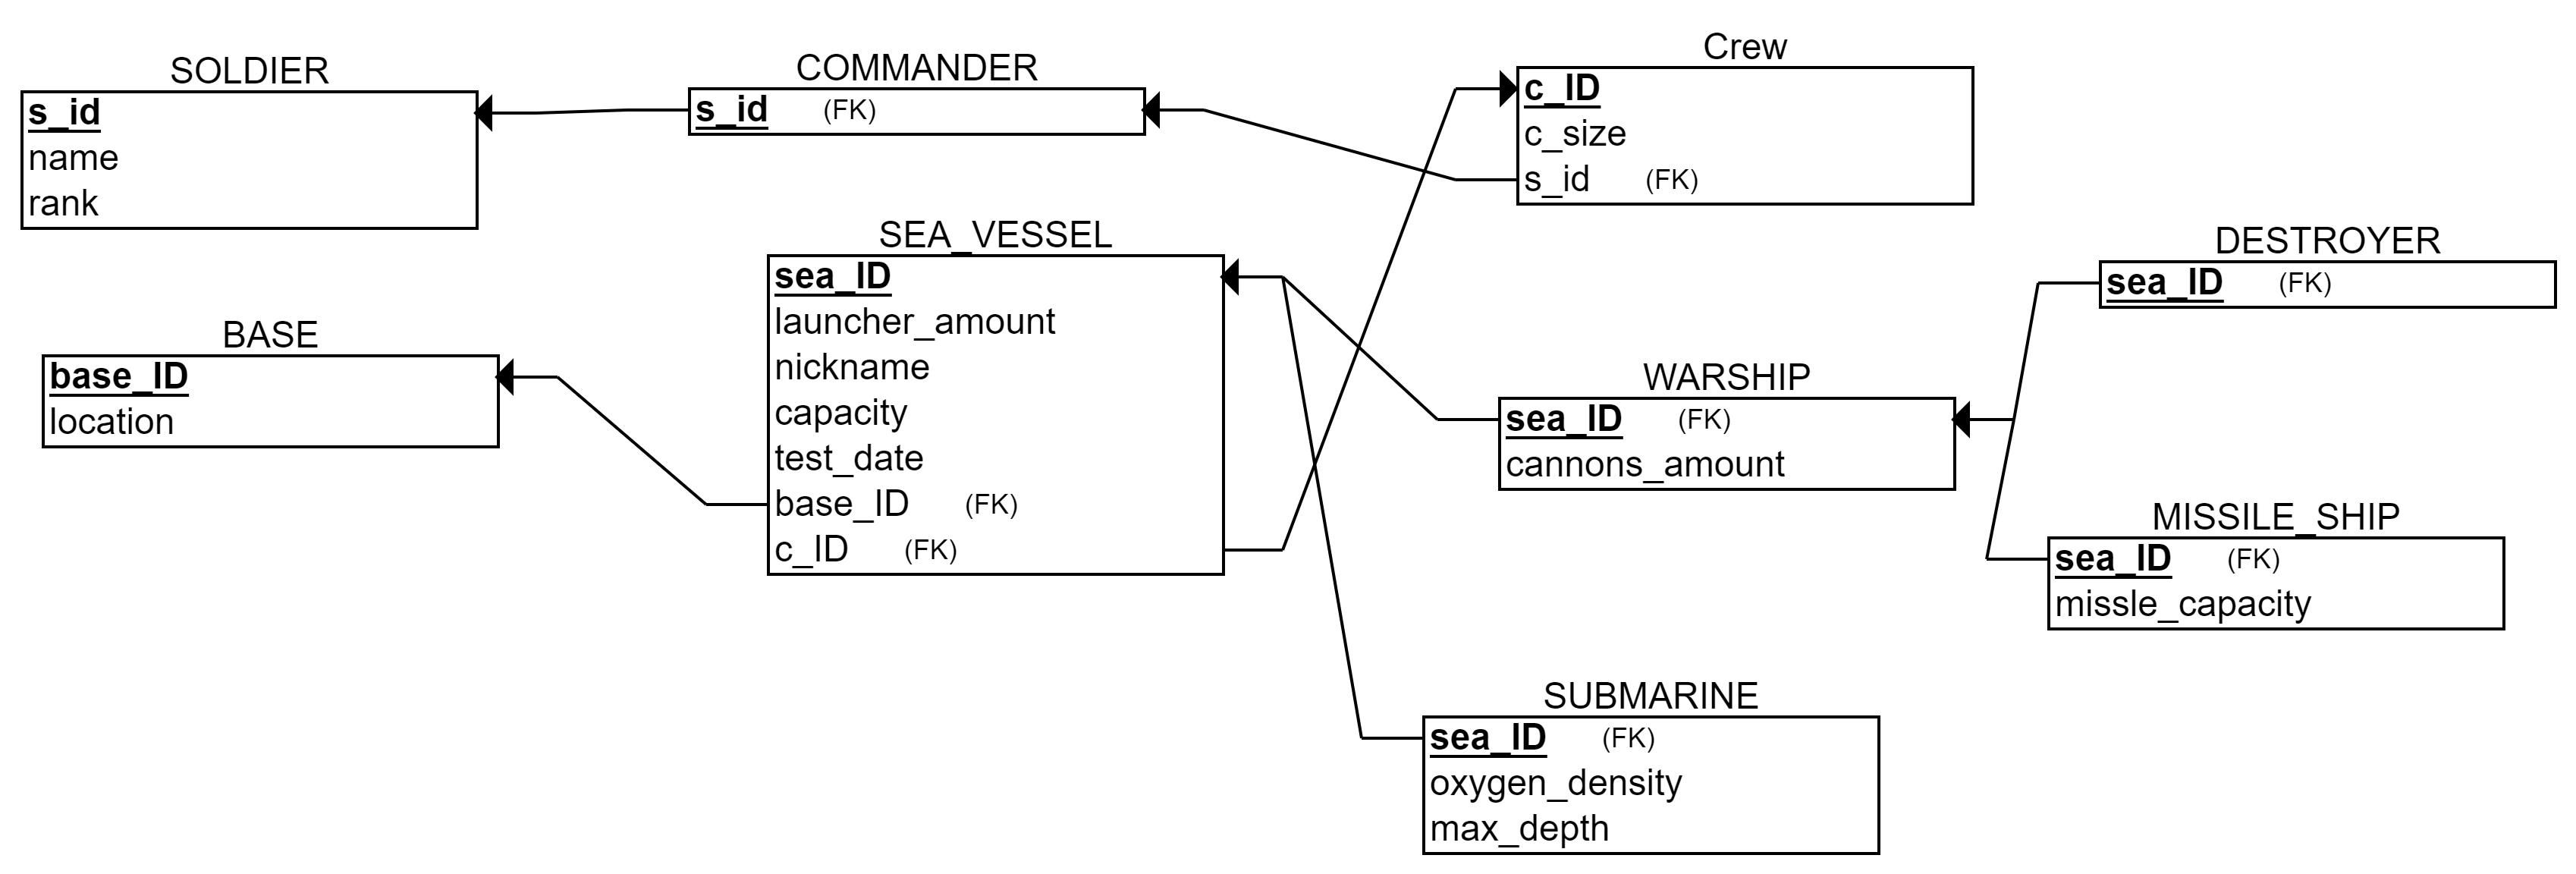 SOLDIER
s_id
name
rank
COMMANDER
s_id (FK)
Crew
c_ID
c_size
s_id (FK)
BASE
base_ID
location
SEA_VESSEL
sea_ID
launcher_amount
nickname
capacity
test_date
base_ID (FK)
c_ID (FK)
WARSHIP
sea_ID (FK)
cannons_amount
DESTROYER
sea_ID (FK)
MISSILE_SHIP
sea_ID (FK)
missle_capacity
SUBMARINE
sea_ID (FK)
oxygen_density
max_depth